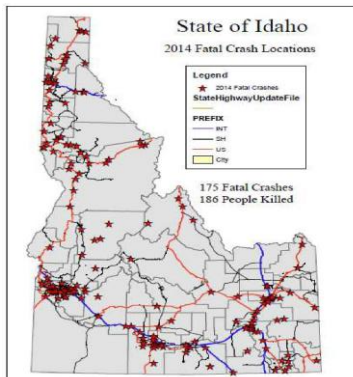 State of Idaho
2014 Fatal Crash Locations
Legend
2014 Fatal Crashes
StateHighwayUpdateFile
PREFIX
INT
SH
US
City
175 Fatal Crashes
186 People Killed